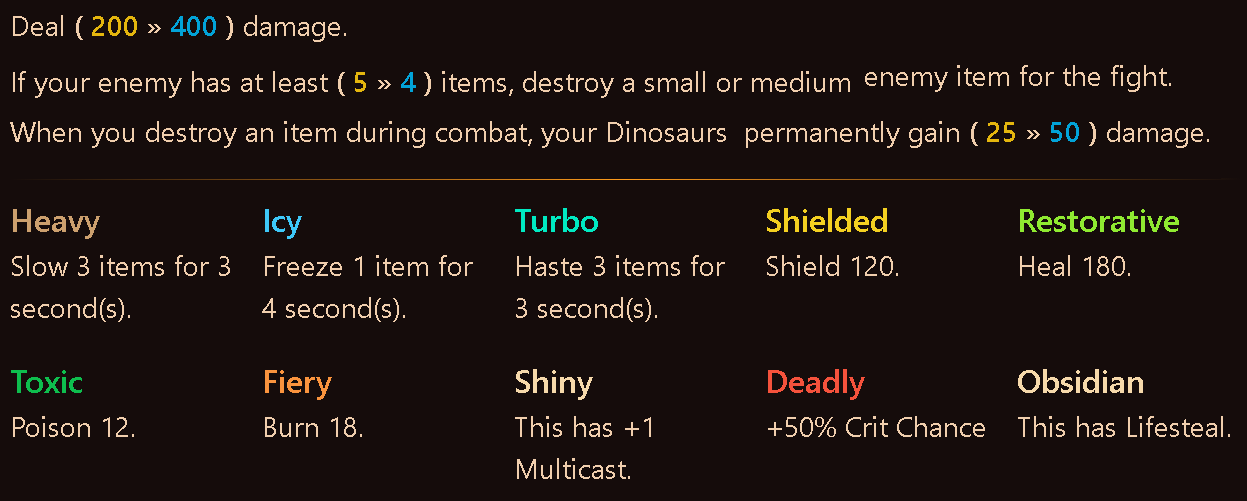 Deal ( 200 » 400 ) damage.
If your enemy has at least ( 5 » 4 ) items, destroy a small or medium enemy item for the fight.
When you destroy an item during combat, your Dinosaurs permanently gain ( 25 » 50 ) damage.
Heavy
Slow 3 items for 3
second(s).
Icy
Freeze 1 item for
4 second(s).
Turbo
Haste 3 items for
3 second(s).
Shielded
Shield 120.
Restorative
Heal 180.
Toxic
Poison 12.
Fiery
Burn 18.
Shiny
This has +1
Multicast.
Deadly
+50% Crit Chance
Obsidian
This has Lifesteal.